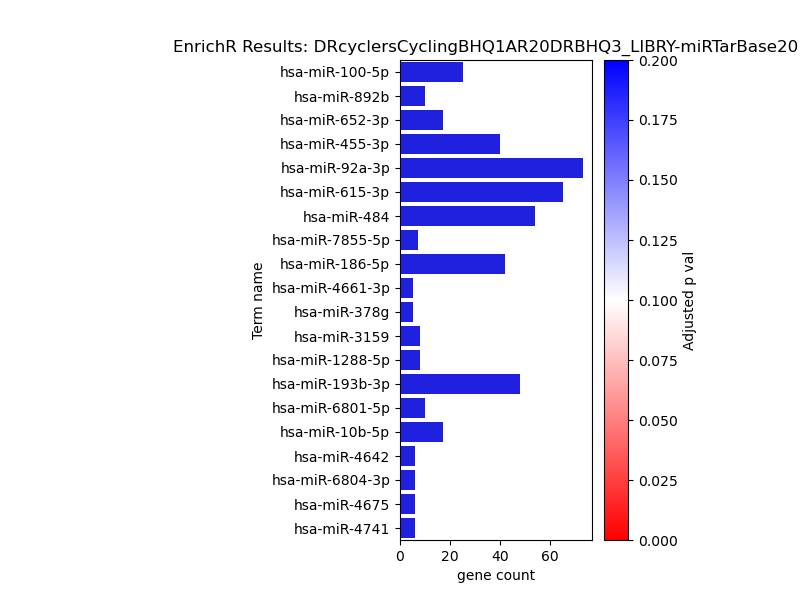 EnrichR Results: DRcyclersCyclingBHQ1AR20DRBHQ3_LIBRY-miRTarBase20
hsa-miR-100-5p
hsa-miR-892b
hsa-miR-652-3p
hsa-miR-455-3p
hsa-miR-92a-3p
hsa-miR-615-3p
hsa-miR-484
hsa-miR-7855-5p
hsa-miR-186-5p
hsa-miR-4661-3p
hsa-miR-378g
hsa-miR-3159
hsa-miR-1288-5p
hsa-miR-193b-3p
hsa-miR-6801-5p
hsa-miR-10b-5p
hsa-miR-4642
hsa-miR-6804-3p
hsa-miR-4675
hsa-miR-4741
Term name
0 20 40 60
gene count
0.200
0.175
0.150
0.125
0.100
0.075
0.050
0.025
0.000
Adjusted p val